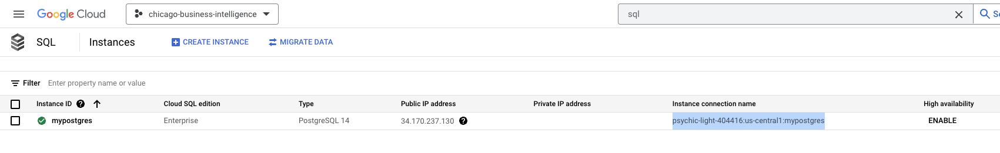 Google Cloud chicago-business-intelligence sql
SQL Instances CREATE INSTANCE MIGRATE DATA
Filter Enter property name or value
Instance ID ? Cloud SQL edition Type Public IP address Private IP address Instance connection name High availability
mypostgres Enterprise PostgreSQL 14 34.170.237.130 ? psychic-light-404416:us-central1:mypostgres ENABLE